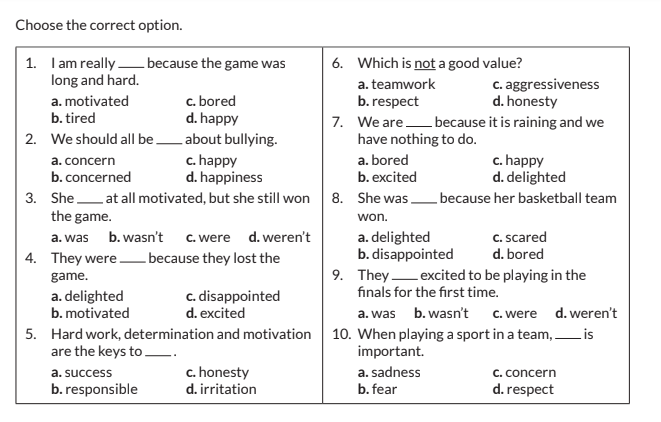 Choose the correct option.
1. I am really ____ because the game was
long and hard.
a. motivated c. bored
b. tired d. happy
2. We should all be ____ about bullying.
a. concern c. happy
b. concerned d. happiness
3. She ____ at all motivated, but she still won
the game.
a. was b. wasn't c. were d. weren't
4. They were ____ because they lost the
game.
a. delighted c. disappointed
b. motivated d. excited
5. Hard work, determination and motivation
are the keys to ____ .
a. success c. honesty
b. responsible d. irritation
6. Which is not a good value?
a. teamwork c. aggressiveness
b. respect d. honesty
7. We are ____ because it is raining and we
have nothing to do.
a. bored c. happy
b. excited d. delighted
8. She was ____ because her basketball team
won.
a. delighted c. scared
b. disappointed d. bored
9. They ____ excited to be playing in the
finals for the first time.
a. was b. wasn't c. were d. weren't
10. When playing a sport in a team, ____ is
important.
a. sadness c. concern
b. fear d. respect